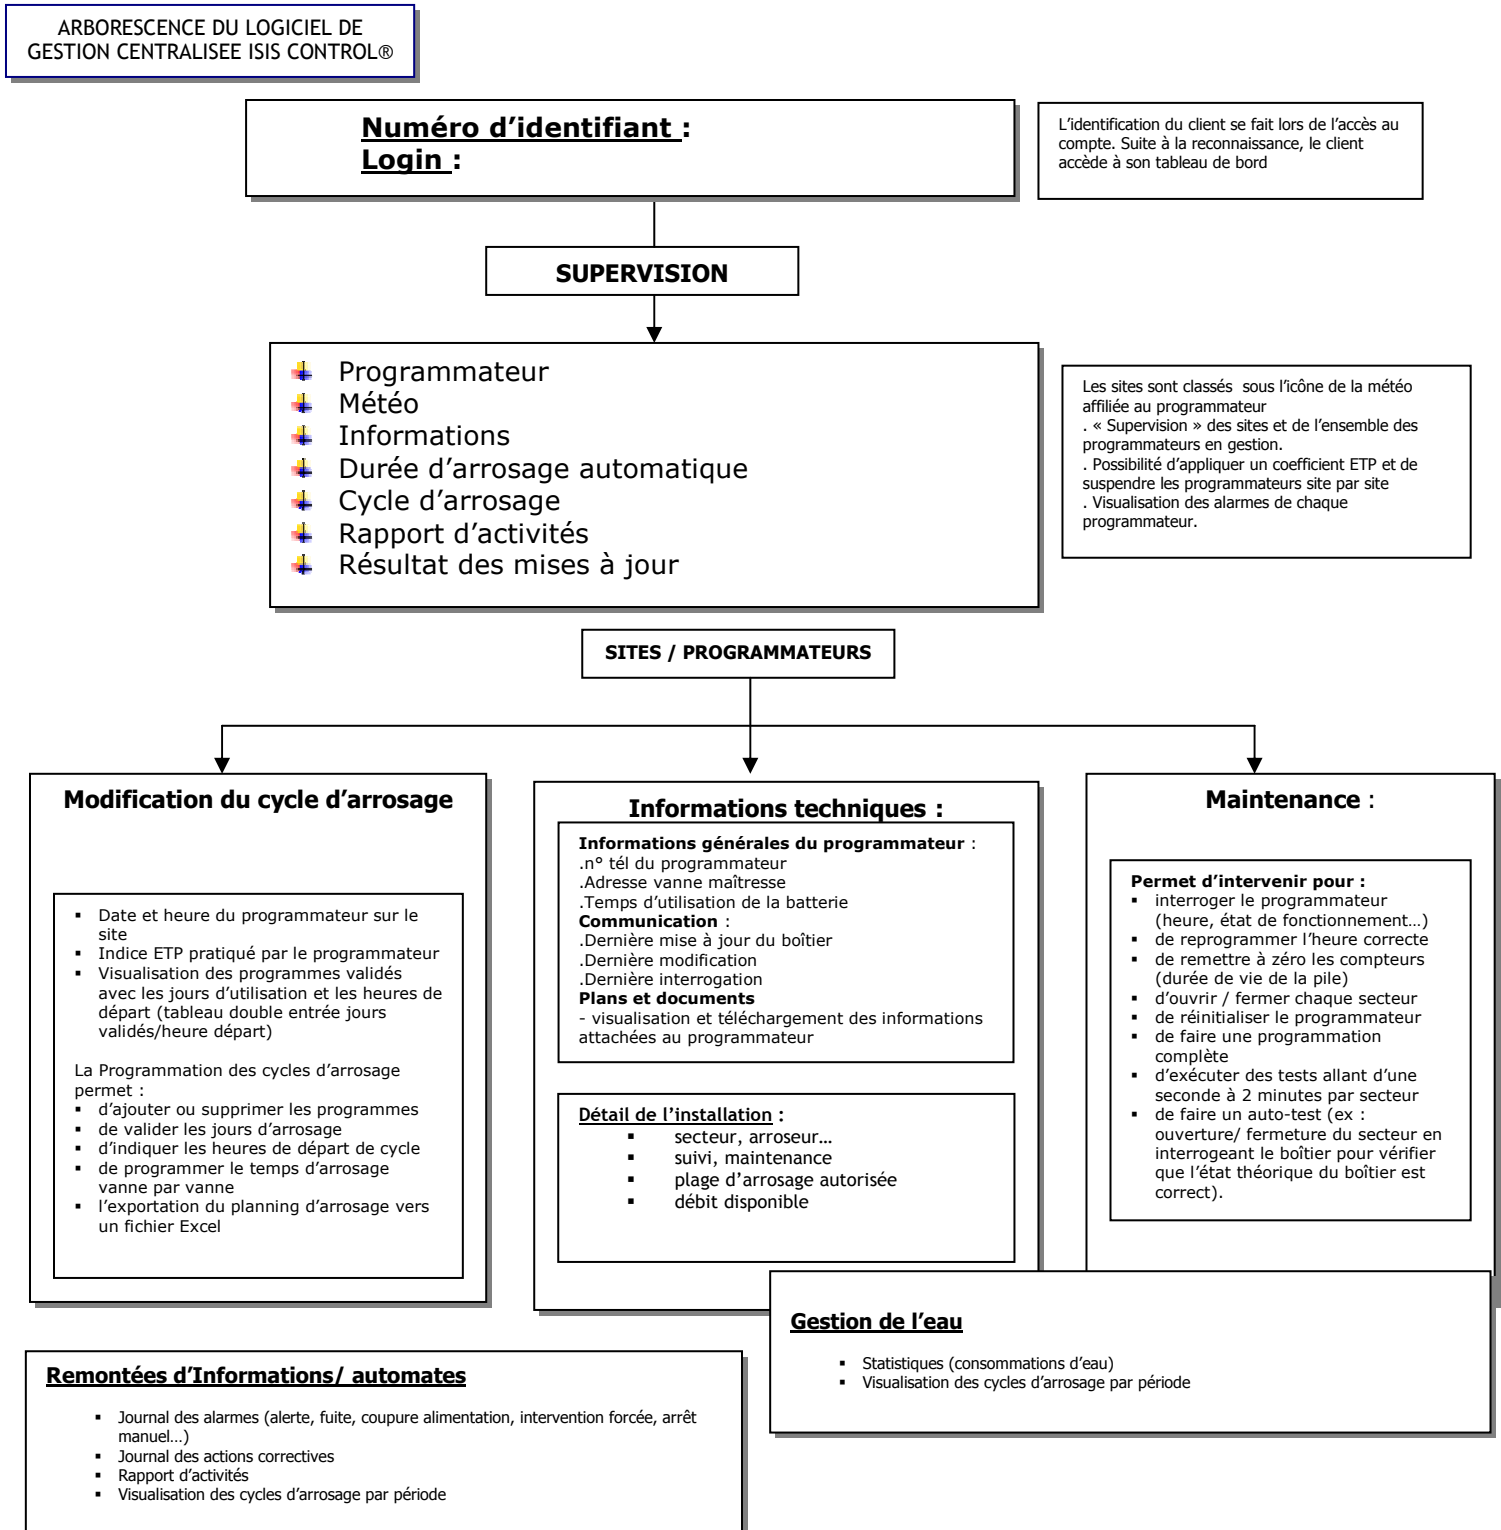 ARBORESCENCE DU LOGICIEL DE
GESTION CENTRALISEE ISIS CONTROL®
Numéro d'identifiant :
Login :
L'identification du client se fait lors de l'accès au
compte. Suite à la reconnaissance, le client
accède à son tableau de bord
SUPERVISION
Programmateur
Météo
Informations
Durée d'arrosage automatique
Cycle d'arrosage
Rapport d'activités
Résultat des mises à jour
Les sites sont classés sous l'icône de la météo
affiliée au programmateur
. « Supervision » des sites et de l'ensemble des
programmateurs en gestion.
. Possibilité d'appliquer un coefficient ETP et de
suspendre les programmateurs site par site
. Visualisation des alarmes de chaque
programmateur.
SITES / PROGRAMMATEURS
Modification du cycle d'arrosage
▪ Date et heure du programmateur sur le
site
▪ Indice ETP pratiqué par le programmateur
▪ Visualisation des programmes validés
avec les jours d'utilisation et les heures de
départ (tableau double entrée jours
validés/heure départ)
La Programmation des cycles d'arrosage
permet :
▪ d'ajouter ou supprimer les programmes
▪ de valider les jours d'arrosage
▪ d'indiquer les heures de départ de cycle
▪ de programmer le temps d'arrosage
vanne par vanne
▪ l'exportation du planning d'arrosage vers
un fichier Excel
Informations techniques :
Informations générales du programmateur :
.n° tél du programmateur
.Adresse vanne maîtresse
.Temps d'utilisation de la batterie
Communication :
.Dernière mise à jour du boîtier
.Dernière modification
.Dernière interrogation
Plans et documents
- visualisation et téléchargement des informations
attachées au programmateur
Détail de l'installation :
▪ secteur, arroseur…
▪ suivi, maintenance
▪ plage d'arrosage autorisée
▪ débit disponible
Maintenance :
Permet d'intervenir pour :
▪ interroger le programmateur
(heure, état de fonctionnement…)
▪ de reprogrammer l'heure correcte
▪ de remettre à zéro les compteurs
(durée de vie de la pile)
▪ d'ouvrir / fermer chaque secteur
▪ de réinitialiser le programmateur
▪ de faire une programmation
complète
▪ d'exécuter des tests allant d'une
seconde à 2 minutes par secteur
▪ de faire un auto-test (ex :
ouverture/ fermeture du secteur en
interrogeant le boîtier pour vérifier
que l'état théorique du boîtier est
correct).
Gestion de l'eau
▪ Statistiques (consommations d'eau)
▪ Visualisation des cycles d'arrosage par période
Remontées d'Informations/ automates
▪ Journal des alarmes (alerte, fuite, coupure alimentation, intervention forcée, arrêt
manuel…)
▪ Journal des actions correctives
▪ Rapport d'activités
▪ Visualisation des cycles d'arrosage par période